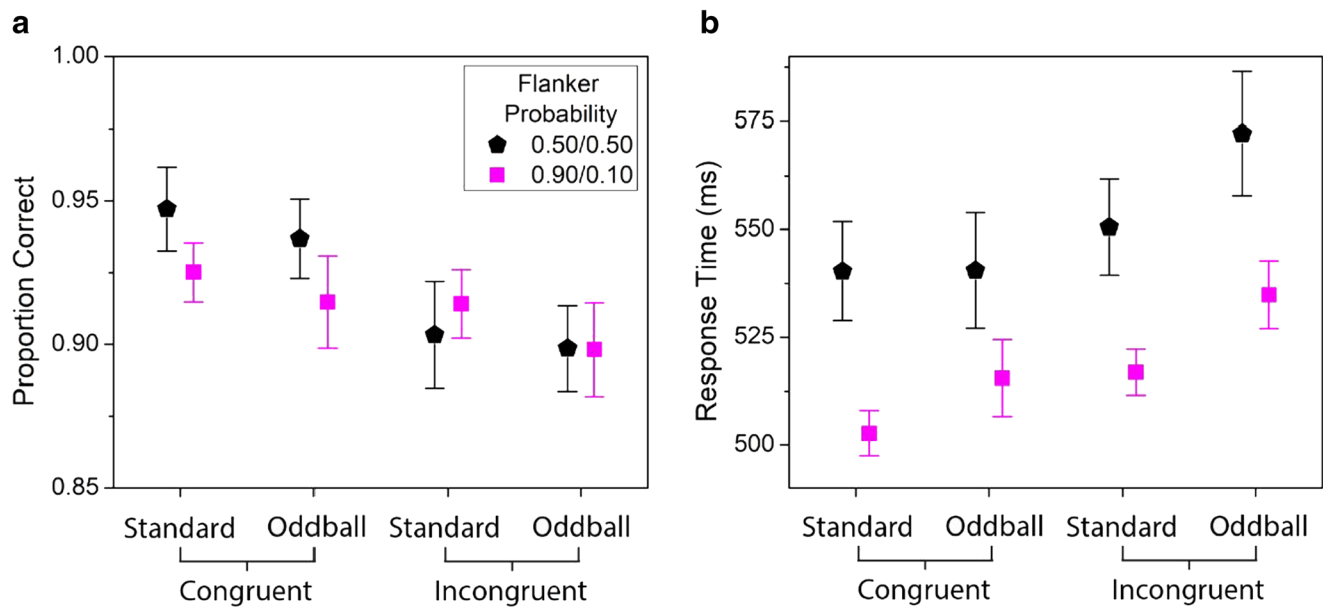 a
Proportion Correct
1.00
0.95
0.90
0.85
Flanker
Probability
0.50/0.50
0.90/0.10
Standard Oddball Standard Oddball
Congruent Incongruent
b
Response Time (ms)
575
550
525
500
Standard Oddball Standard Oddball
Congruent Incongruent